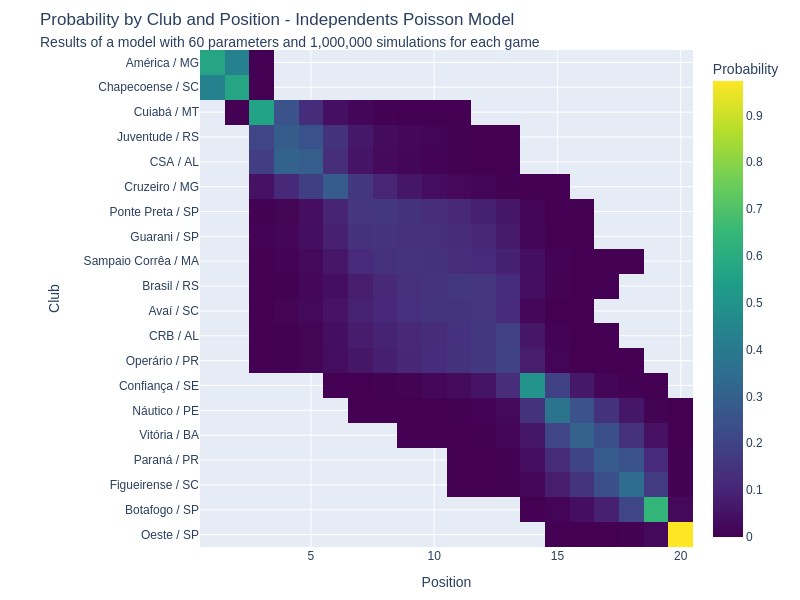 Probability by Club and Position - Independents Poisson Model
Results of a model with 60 parameters and 1,000,000 simulations for each game
Probability
América / MG
Chapecoense / SC
Cuiabá / MT
Juventude / RS
CSA / AL
Cruzeiro / MG
Ponte Preta / SP
Guarani / SP
Sampaio Corrêa / MA
Brasil / RS
Avaí / SC
CRB / AL
Operário / PR
Confiança / SE
Náutico / PE
Vitória / BA
Paraná / PR
Figueirense / SC
Botafogo / SP
Oeste / SP
Club
5
10
15
20
Position
0.9
0.8
0.7
0.6
0.5
0.4
0.3
0.2
0.1
0